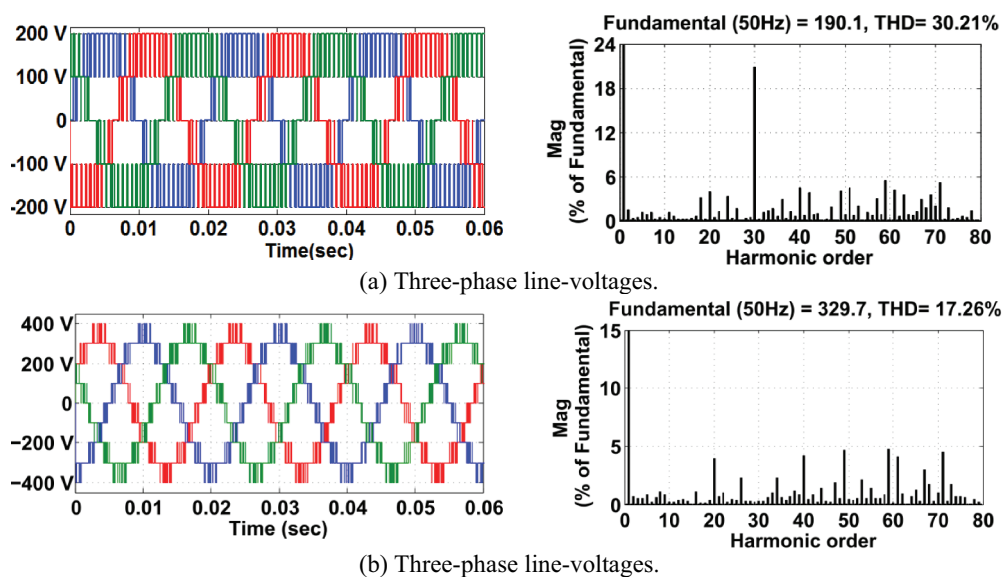 200 V
100 V
0
-100 V
-200 V
0 0.01 0.02 0.03 0.04 0.05 0.06
Time(sec)
Fundamental (50Hz) = 190.1, THD= 30.21%
Mag
(% of Fundamental)
24
18
12
6
0
0 10 20 30 40 50 60 70 80
Harmonic order
(a) Three-phase line-voltages.
400 V
200 V
0
−200 V
−400 V
0 0.01 0.02 0.03 0.04 0.05 0.06
Time (sec)
Fundamental (50Hz) = 329.7, THD= 17.26%
Mag
(% of Fundamental)
15
10
5
0
0 10 20 30 40 50 60 70 80
Harmonic order
(b) Three-phase line-voltages.